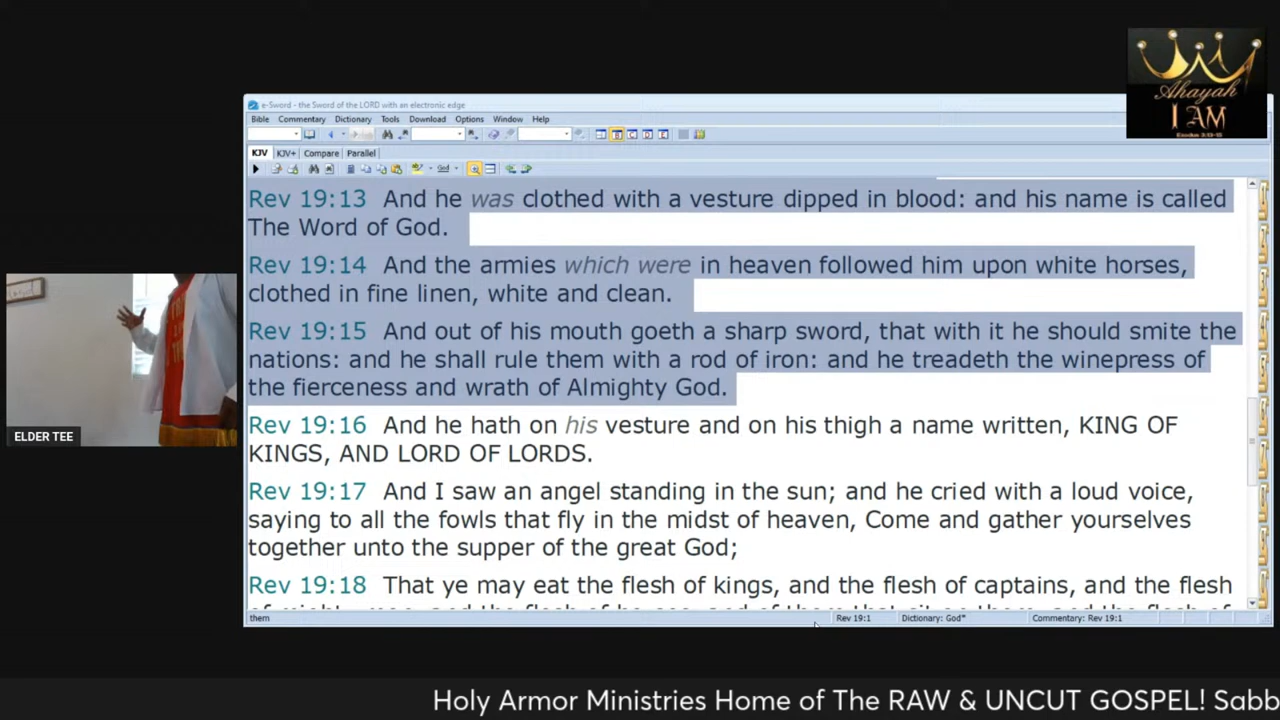 Ahayah
I AM
Exodus 3:13-15
e-Sword - the Sword of the LORD with an electronic edge
Bible Commentary Dictionary Tools Download Options Window Help
KJV KJV+ Compare Parallel
Rev 19:13 And he was clothed with a vesture dipped in blood: and his name is called
The Word of God.
Rev 19:14 And the armies which were in heaven followed him upon white horses,
clothed in fine linen, white and clean.
Rev 19:15 And out of his mouth goeth a sharp sword, that with it he should smite the
nations: and he shall rule them with a rod of iron: and he treadeth the winepress of
the fierceness and wrath of Almighty God.
Rev 19:16 And he hath on his vesture and on his thigh a name written, KING OF
KINGS, AND LORD OF LORDS.
Rev 19:17 And I saw an angel standing in the sun; and he cried with a loud voice,
saying to all the fowls that fly in the midst of heaven, Come and gather yourselves
together unto the supper of the great God;
Rev 19:18 That ye may eat the flesh of kings, and the flesh of captains, and the flesh
them Rev 19:1 Dictionary: God* Commentary: Rev 19:1
ELDER TEE
Holy Armor Ministries Home of The RAW & UNCUT GOSPEL! Sabb